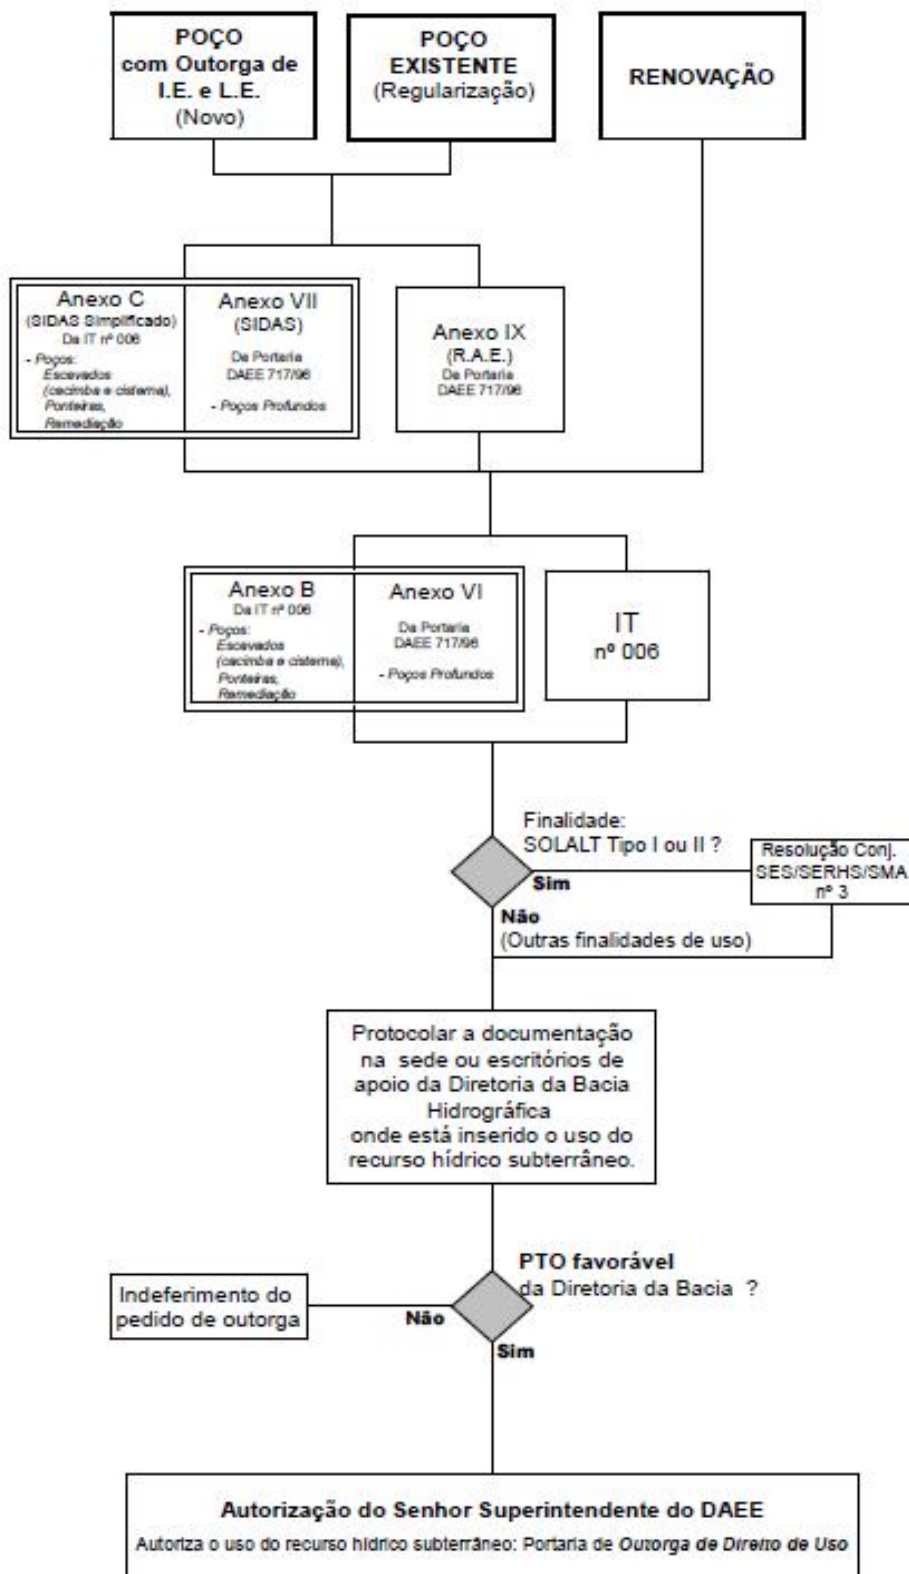 POÇO
com Outorga de
I.E. e L.E.
(Novo)
POÇO
EXISTENTE
(Regularização)
RENOVAÇÃO
Anexo C
(SIDAS Simplificado)
Da IT nº 006
- Poços:
Escavados
(cacimba e cisterna),
Ponteiras,
Remediação
Anexo VII
(SIDAS)
Da Portaria
DAEE 717/96
- Poços Profundos
Anexo IX
(R.A.E.)
Da Portaria
DAEE 717/96
Anexo B
Da IT nº 006
- Poços:
Escavados
(cacimba e cisterna),
Ponteiras,
Remediação
Anexo VI
Da Portaria
DAEE 717/96
- Poços Profundos
IT
nº 006
Finalidade:
SOLALT Tipo I ou II ?
Sim
Resolução Conj.
SES/SERHS/SMA
nº 3
Não
(Outras finalidades de uso)
Protocolar a documentação
na sede ou escritórios de
apoio da Diretoria da Bacia
Hidrográfica
onde está inserido o uso do
recurso hídrico subterrâneo.
PTO favorável
da Diretoria da Bacia ?
Indeferimento do
pedido de outorga
Não
Sim
Autorização do Senhor Superintendente do DAEE
Autoriza o uso do recurso hídrico subterrâneo: Portaria de Outorga de Direito de Uso